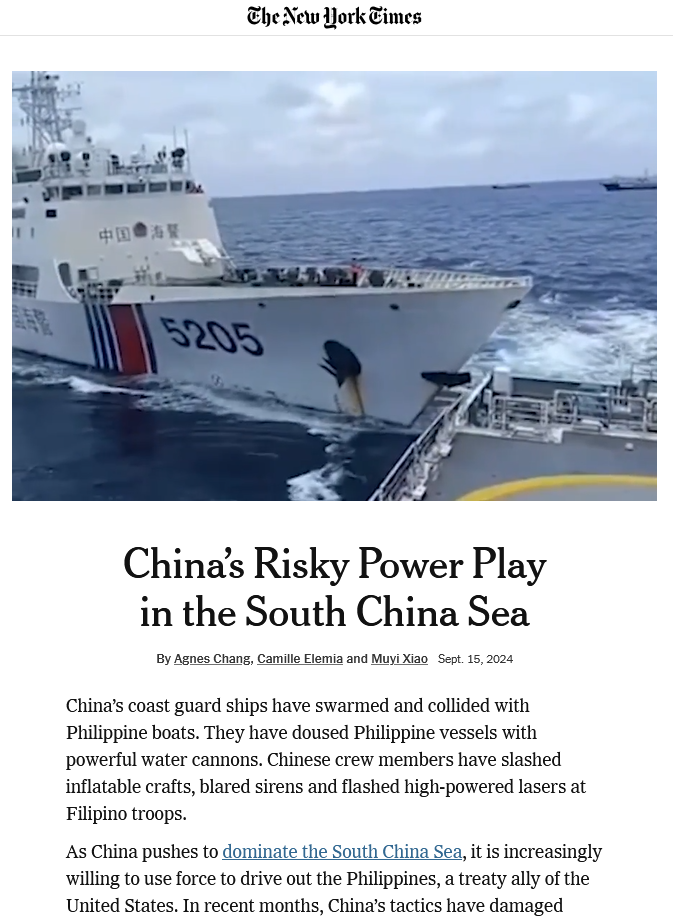 The New York Times
中国 海警
国海警
5205
China’s Risky Power Play
in the South China Sea
By Agnes Chang, Camille Elemia and Muyi Xiao Sept. 15, 2024
China’s coast guard ships have swarmed and collided with
Philippine boats. They have doused Philippine vessels with
powerful water cannons. Chinese crew members have slashed
inflatable crafts, blared sirens and flashed high-powered lasers at
Filipino troops.
As China pushes to dominate the South China Sea, it is increasingly
willing to use force to drive out the Philippines, a treaty ally of the
United States. In recent months, China’s tactics have damaged